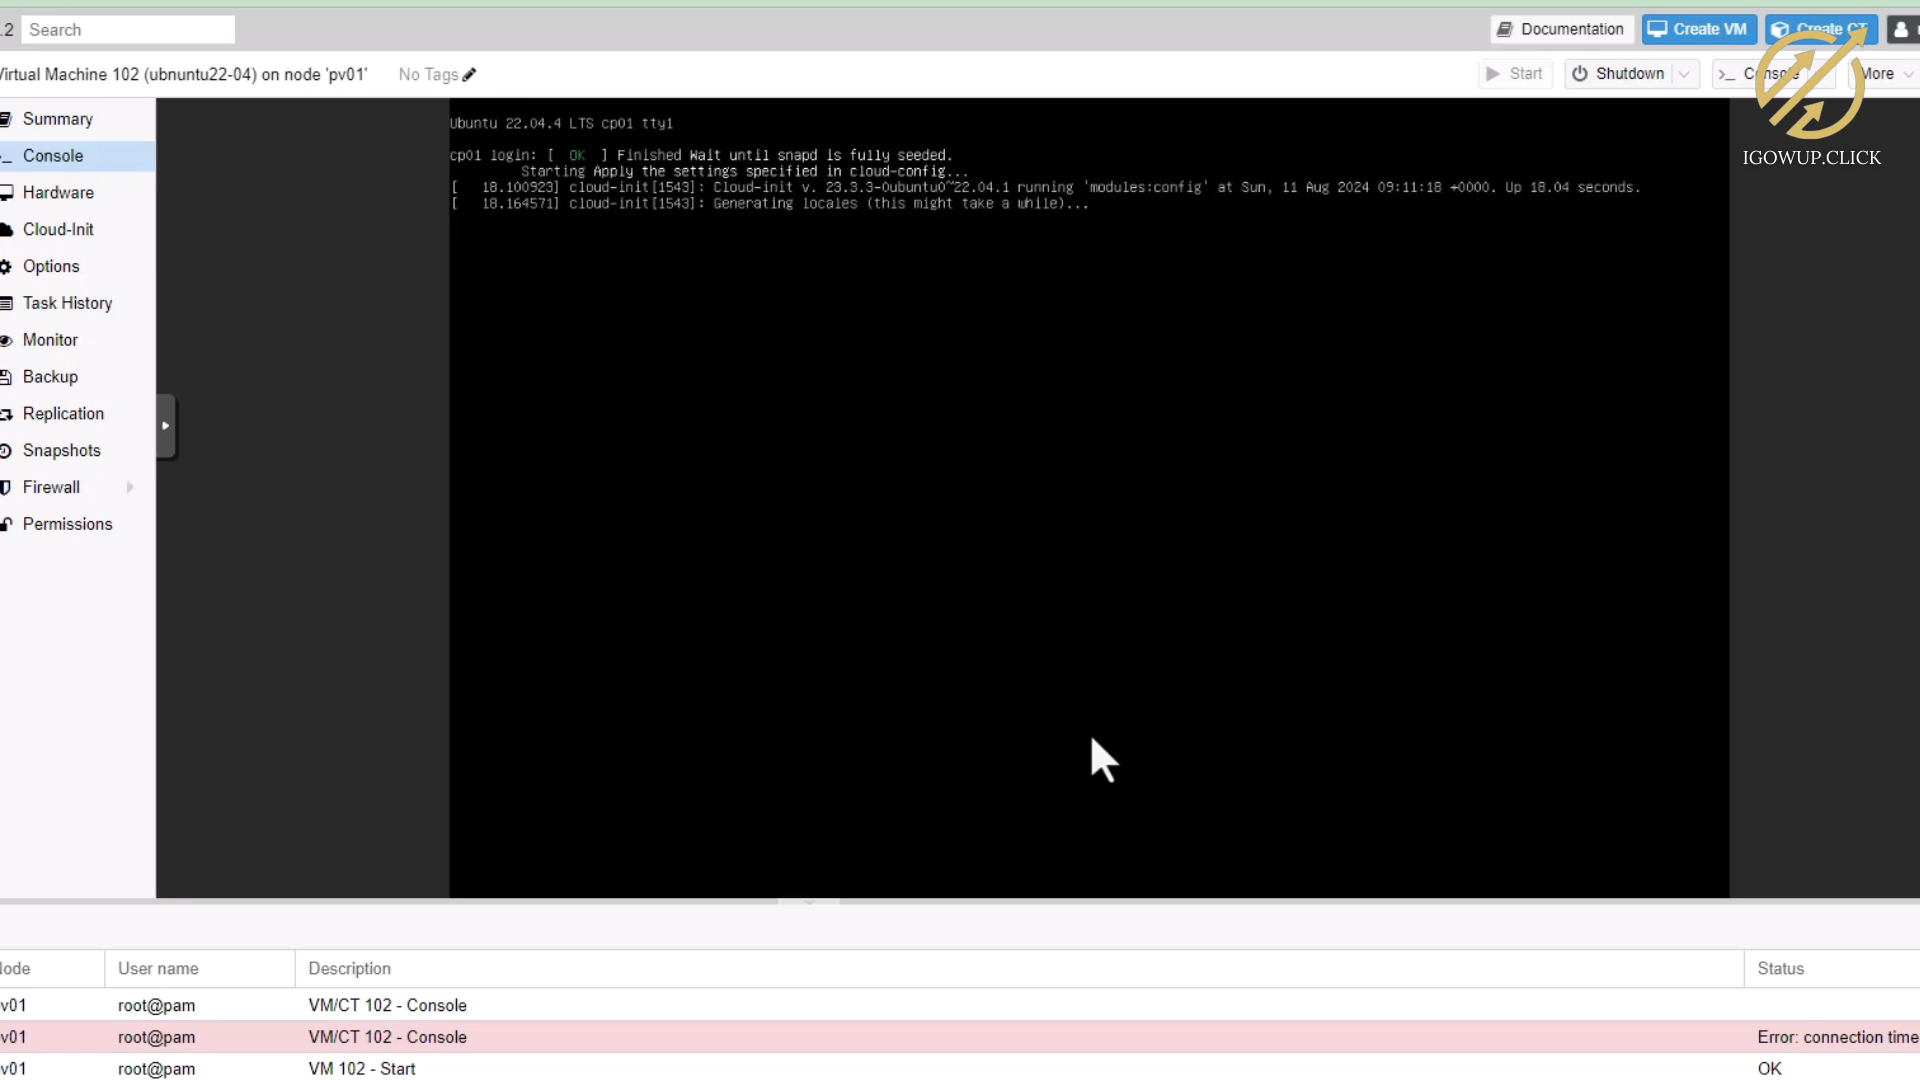 .2 Search Documentation Create VM Create CT
Virtual Machine 102 (ubnuntu22-04) on node 'pv01' No Tags Start Shutdown Console More
IGOWUP.CLICK
Summary
Console
Hardware
Cloud-Init
Options
Task History
Monitor
Backup
Replication
Snapshots
Firewall
Permissions
Ubuntu 22.04.4 LTS cp01 tty1
cp01 login: [  OK  ] Finished Wait until snapd is fully seeded.
Starting Apply the settings specified in cloud-config...
[   18.100923] cloud-init[1543]: Cloud-init v. 23.3.3-0ubuntu0~22.04.1 running 'modules:config' at Sun, 11 Aug 2024 09:11:18 +0000. Up 18.04 seconds.
[   18.164571] cloud-init[1543]: Generating locales (this might take a while)...
Node User name Description Status
pv01 root@pam VM/CT 102 - Console
pv01 root@pam VM/CT 102 - Console Error: connection time
pv01 root@pam VM 102 - Start OK